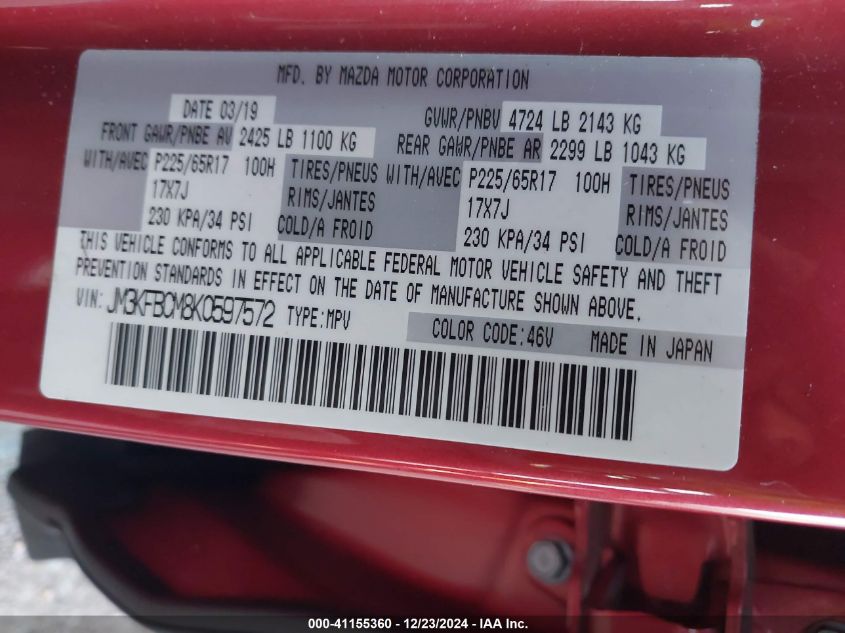 MFD. BY MAZDA MOTOR CORPORATION
DATE 03/19 GVWR/PNBV 4724 LB 2143 KG
FRONT GAWR/PNBE AV 2425 LB 1100 KG REAR GAWR/PNBE AR 2299 LB 1043 KG
WITH/AVEC P225/65R17 100H TIRES/PNEUS WITH/AVEC P225/65R17 100H TIRES/PNEUS
17X7J RIMS/JANTES 17X7J RIMS/JANTES
230 KPA/34 PSI COLD/A FROID 230 KPA/34 PSI COLD/A FROID
THIS VEHICLE CONFORMS TO ALL APPLICABLE FEDERAL MOTOR VEHICLE SAFETY AND THEFT
PREVENTION STANDARDS IN EFFECT ON THE DATE OF MANUFACTURE SHOWN ABOVE.
VIN: JM3KFBCM8K0597572 TYPE:MPV COLOR CODE:46V MADE IN JAPAN
000-41155360 - 12/23/2024 - IAA Inc.